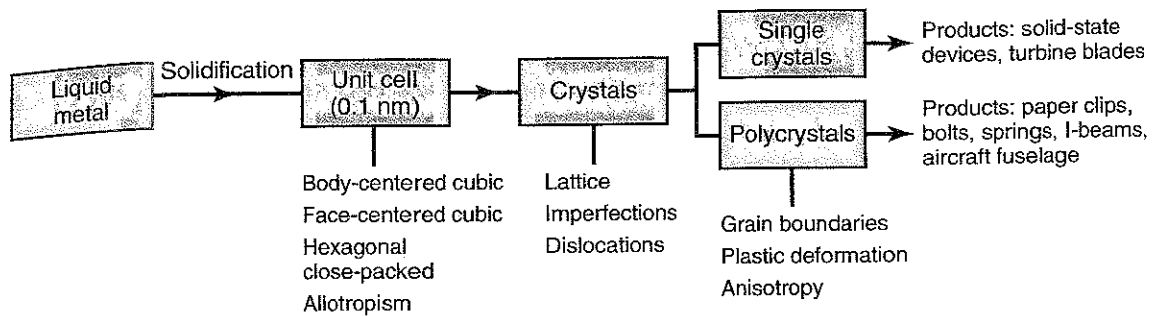 Liquid
metal
Solidification
Unit cell
(0.1 nm)
Crystals
Single
crystals
Products: solid-state
devices, turbine blades
Polycrystals
Products: paper clips,
bolts, springs, I-beams,
aircraft fuselage
Body-centered cubic
Face-centered cubic
Hexagonal
close-packed
Allotropism
Lattice
Imperfections
Dislocations
Grain boundaries
Plastic deformation
Anisotropy